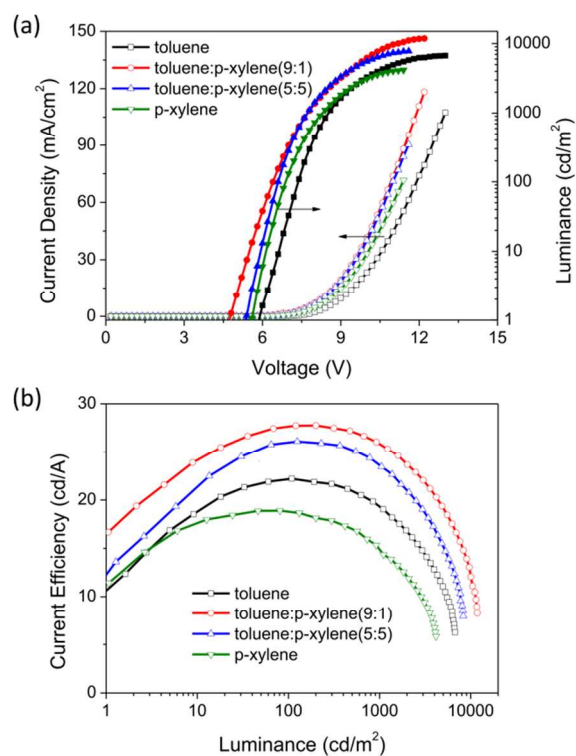 (a)
150
120
90
60
30
0
Current Density (mA/cm²)
toluene
toluene:p-xylene(9:1)
toluene:p-xylene(5:5)
p-xylene
10000
1000
100
10
1
Luminance (cd/m²)
0
3
6
9
12
15
Voltage (V)
(b)
30
20
10
0
Current Efficiency (cd/A)
toluene
toluene:p-xylene(9:1)
toluene:p-xylene(5:5)
p-xylene
1
10
100
1000
10000
Luminance (cd/m²)